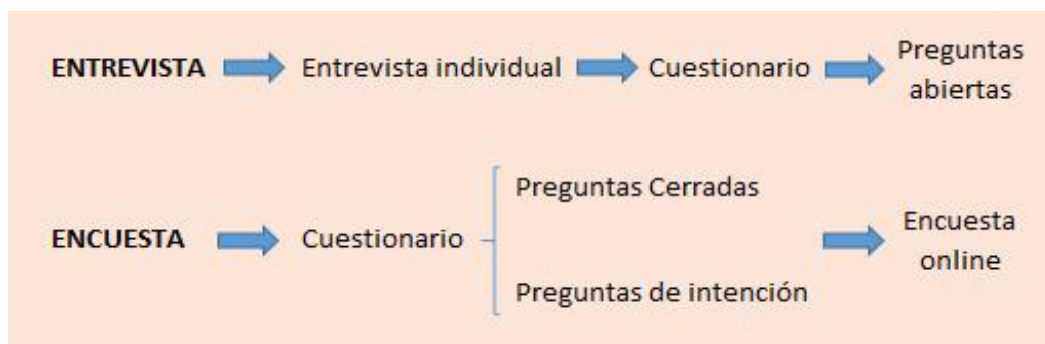 ENTREVISTA Entrevista individual Cuestionario Preguntas
abiertas
Preguntas Cerradas
ENCUESTA Cuestionario Encuesta
online
Preguntas de intención